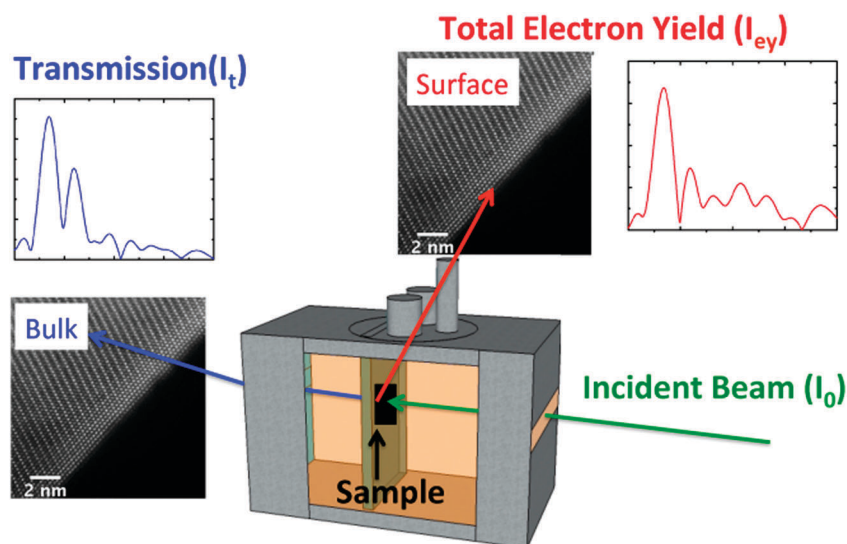 Total Electron Yield (Iey)
Transmission(It)
Surface
2 nm
Bulk
Incident Beam (I0)
2 nm
Sample